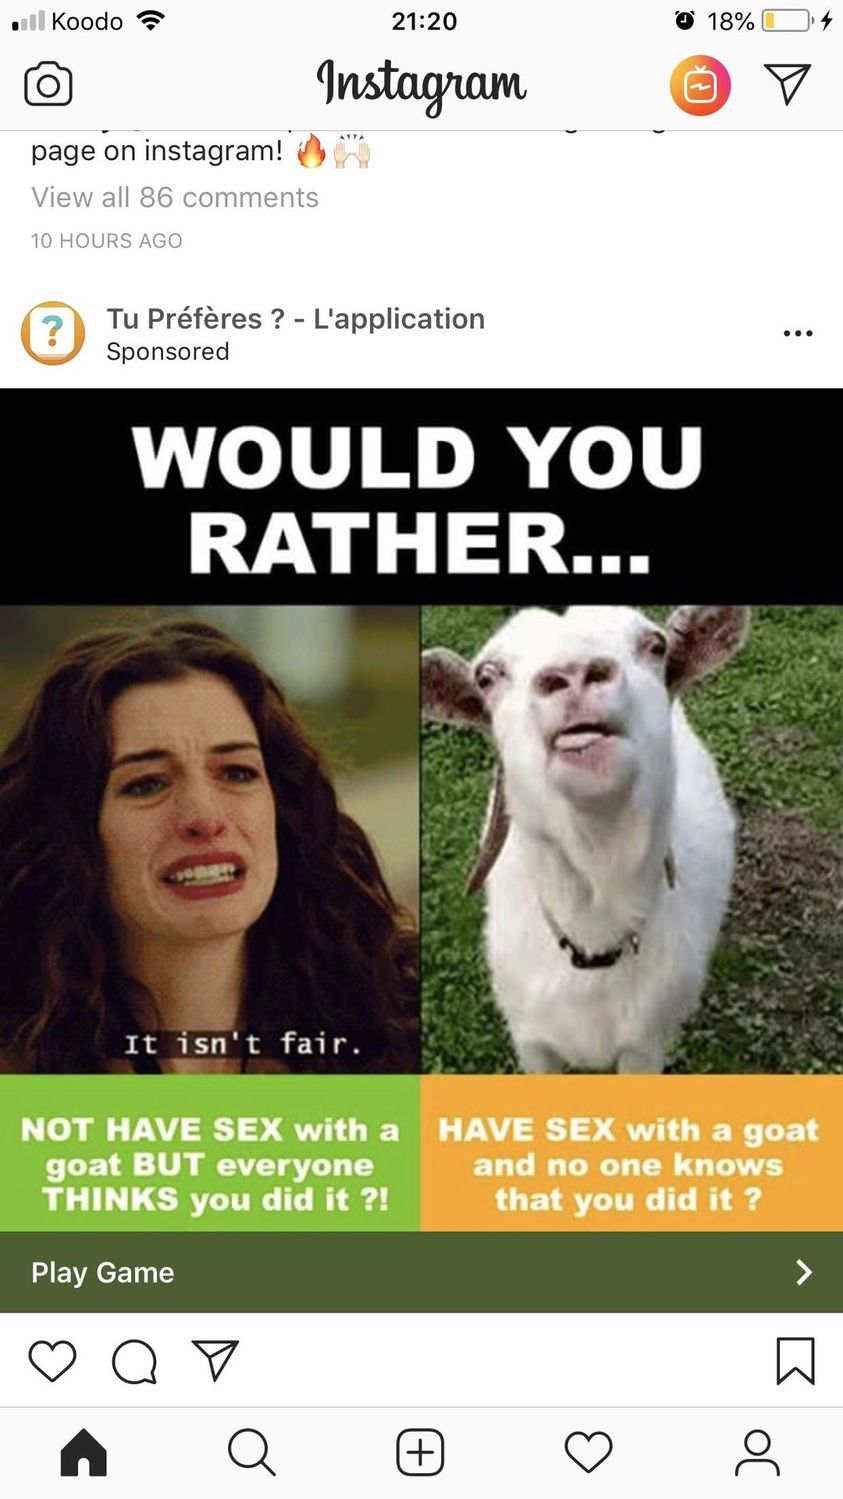 Koodo
21:20
18%
Instagram
page on instagram! 🔥🙌🏻
View all 86 comments
10 HOURS AGO
?
Tu Préfères ? - L'application
Sponsored
WOULD YOU
RATHER...
It isn't fair.
NOT HAVE SEX with a
goat BUT everyone
THINKS you did it ?!
HAVE SEX with a goat
and no one knows
that you did it ?
Play Game